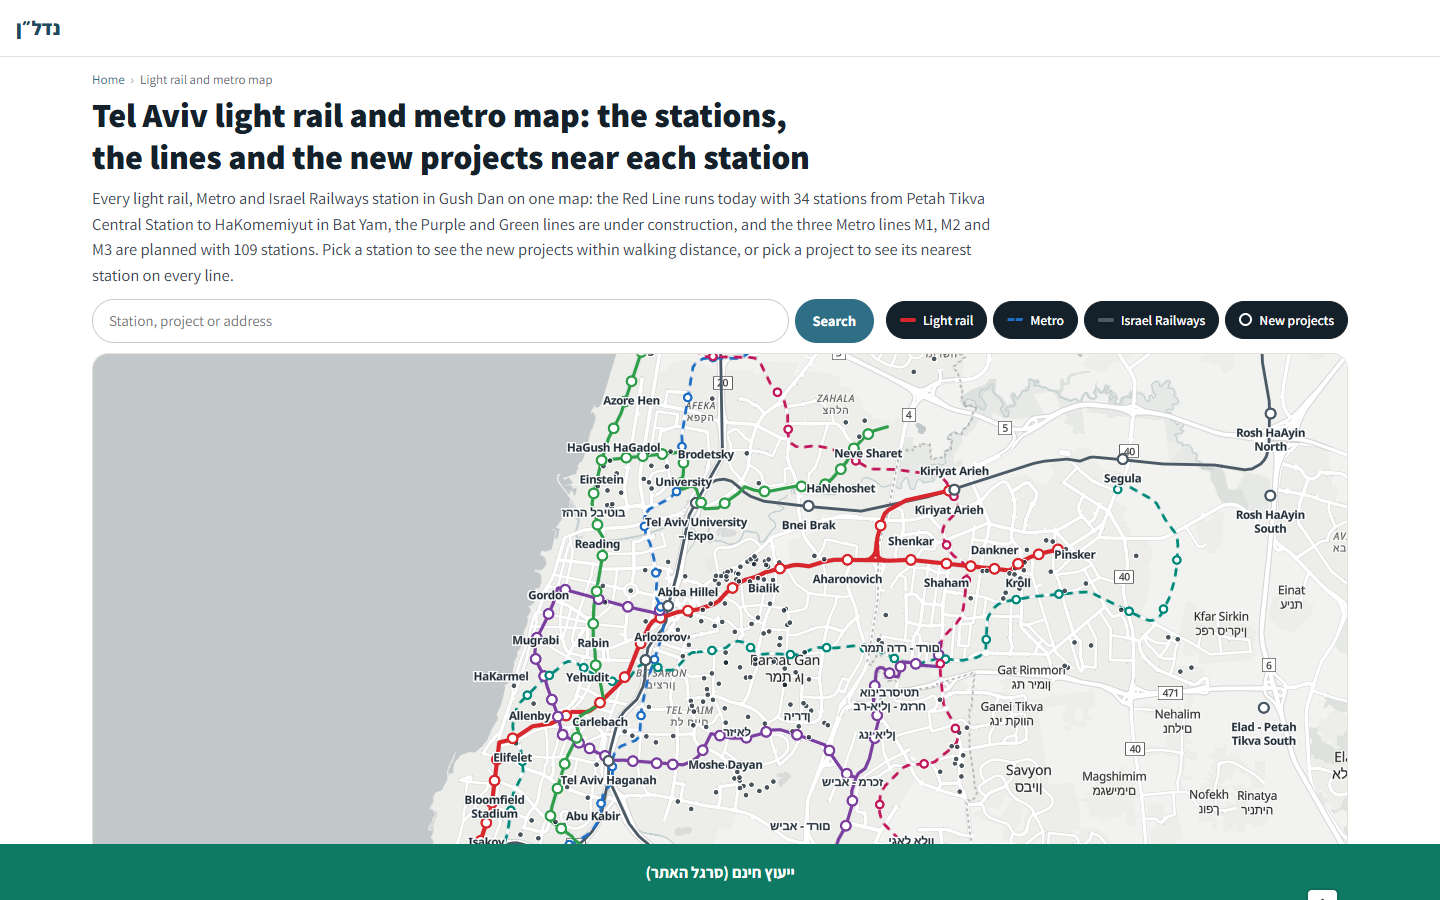 נדל״ן
Home › Light rail and metro map
Tel Aviv light rail and metro map: the stations,
the lines and the new projects near each station
Every light rail, Metro and Israel Railways station in Gush Dan on one map: the Red Line runs today with 34 stations from Petah Tikva
Central Station to HaKomemiyut in Bat Yam, the Purple and Green lines are under construction, and the three Metro lines M1, M2 and
M3 are planned with 109 stations. Pick a station to see the new projects within walking distance, or pick a project to see its nearest
station on every line.
Station, project or address
Search
Light rail
Metro
Israel Railways
New projects
20
Azore Hen
AFEKA
אפקה
ZAHALA
צהלה
4
5
40
Rosh HaAyin
North
HaGush HaGadol
Brodetsky
Neve Sharet
Kiriyat Arieh
Segula
Einstein
University
HaNehoshet
Kiriyat Arieh
Rosh HaAyin
South
Tel Aviv University
– Expo
Bnei Brak
Reading
Shenkar
Dankner
Pinsker
Aharonovich
Shaham
Kroll
40
Abba Hillel
Bialik
Gordon
Einat
עינת
Kfar Sirkin
כפר סירקין
Mugrabi
Rabin
Arlozorov
Ramat Gan
רמת גן
Gat Rimmon
גת רימון
6
HaKarmel
Yehudit
471
Ganei Tikva
גני תקווה
Nehalim
נחלים
Allenby
Carlebach
Elad - Petah
Tikva South
40
Elifelet
Moshe Dayan
Tel Aviv Haganah
Savyon
סביון
Magshimim
מגשימים
Nofekh
נופך
Rinatya
רינתיה
Bloomfield
Stadium
Abu Kabir
Isakov
ייעוץ חינם (סרגל האתר)